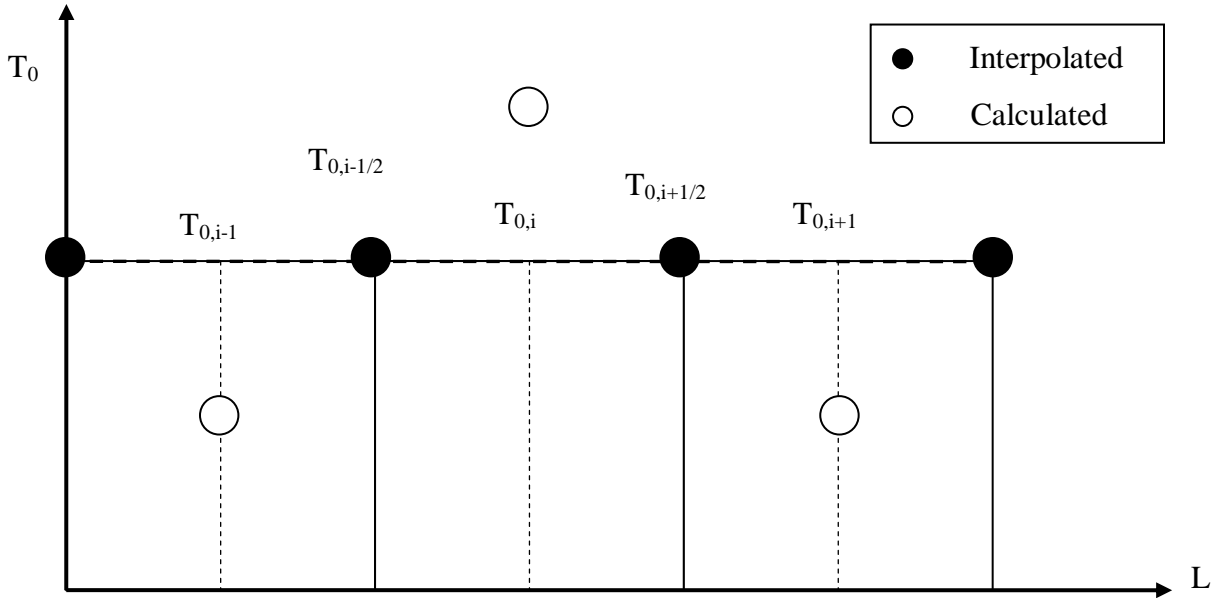 T0
Interpolated
Calculated
T0,i-1/2
T0,i+1/2
T0,i-1
T0,i
T0,i+1
L